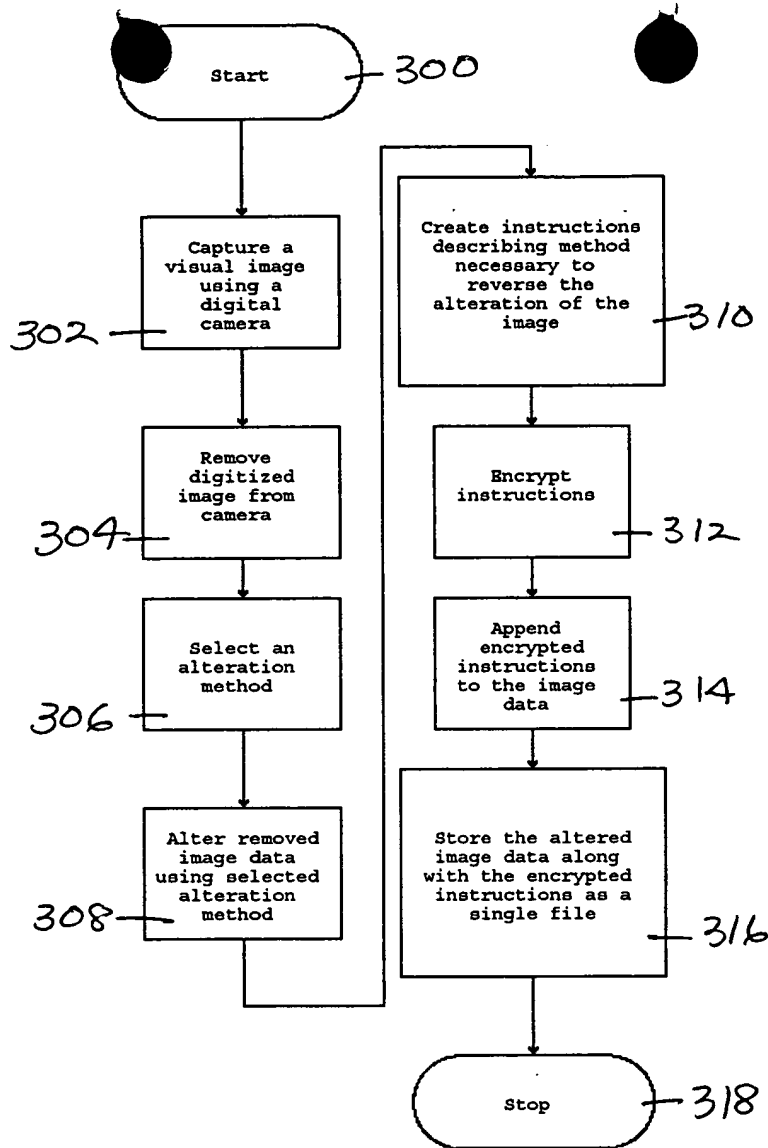 Start
300
Capture a
visual image
using a
digital
camera
302
Remove
digitized
image from
camera
304
Select an
alteration
method
306
Alter removed
image data
using selected
alteration
method
308
Create instructions
describing method
necessary to
reverse the
alteration of the
image
310
Encrypt
instructions
312
Append
encrypted
instructions
to the image
data
314
Store the altered
image data along
with the encrypted
instructions as a
single file
316
Stop
318